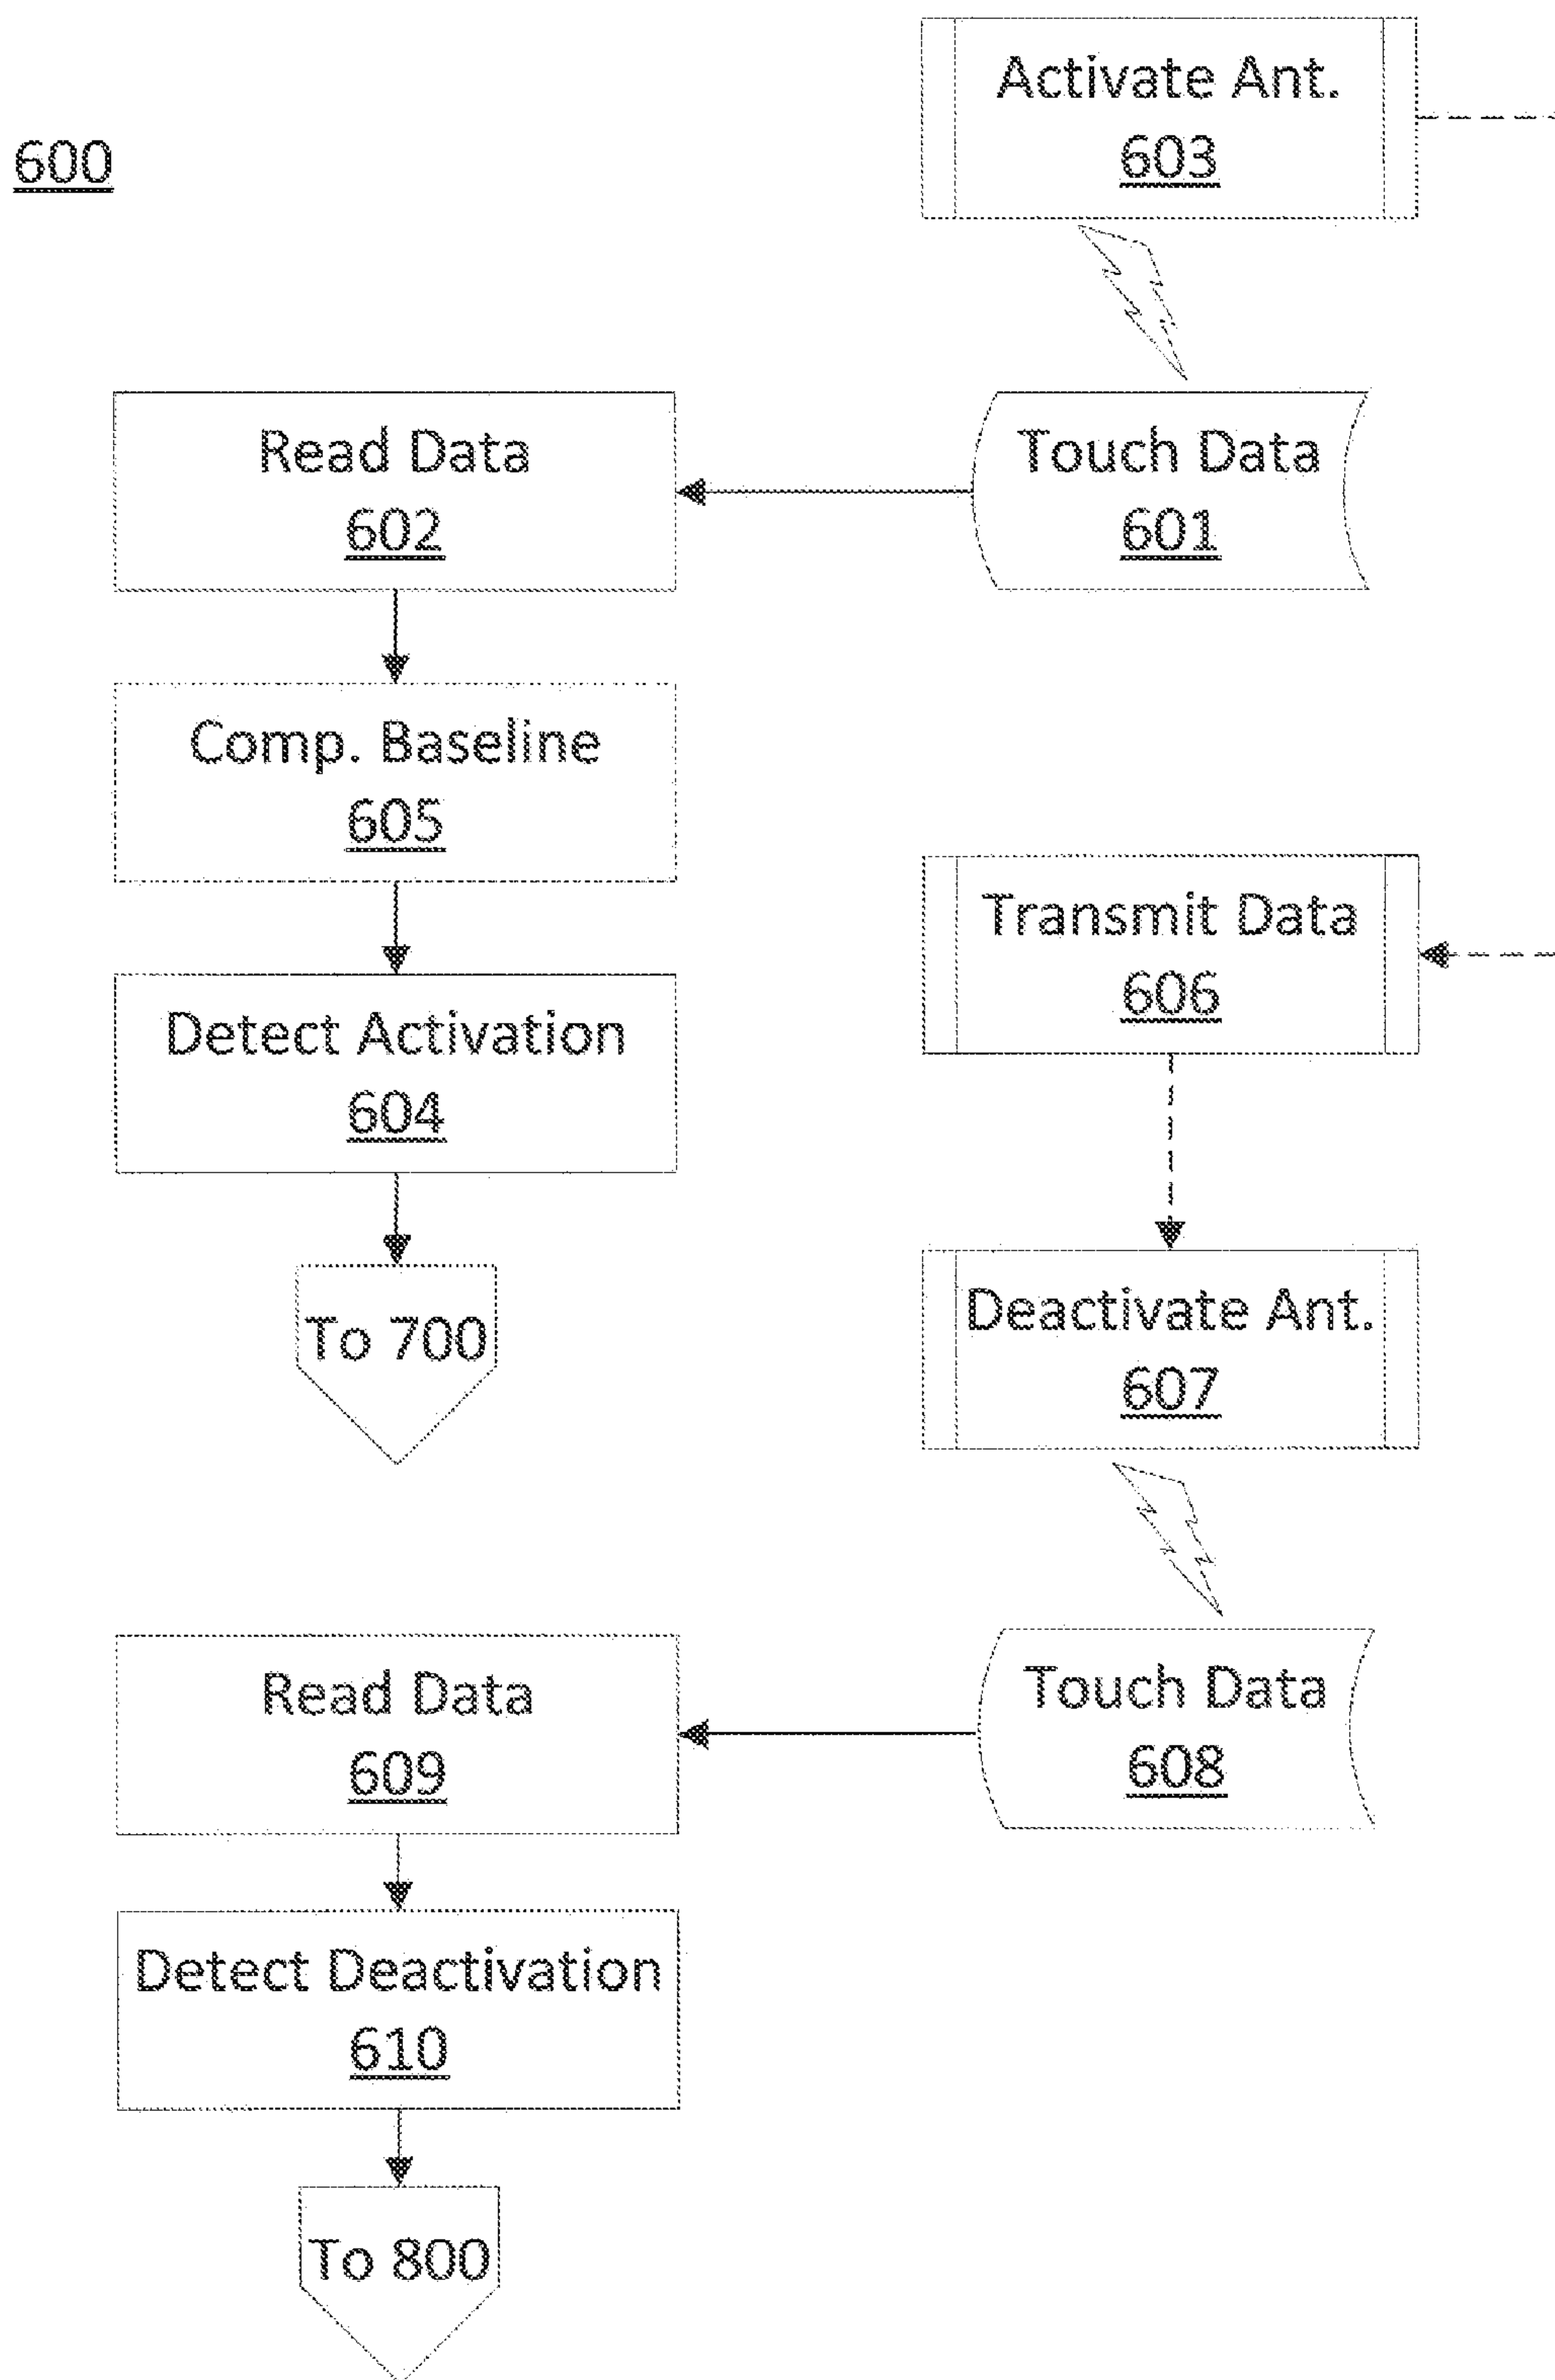 Activate Ant.
603
600
Read Data
602
Touch Data
601
Comp. Baseline
605
Transmit Data
606
Detect Activation
604
Deactivate Ant.
607
To 700
Read Data
609
Touch Data
608
Detect Deactivation
610
To 800